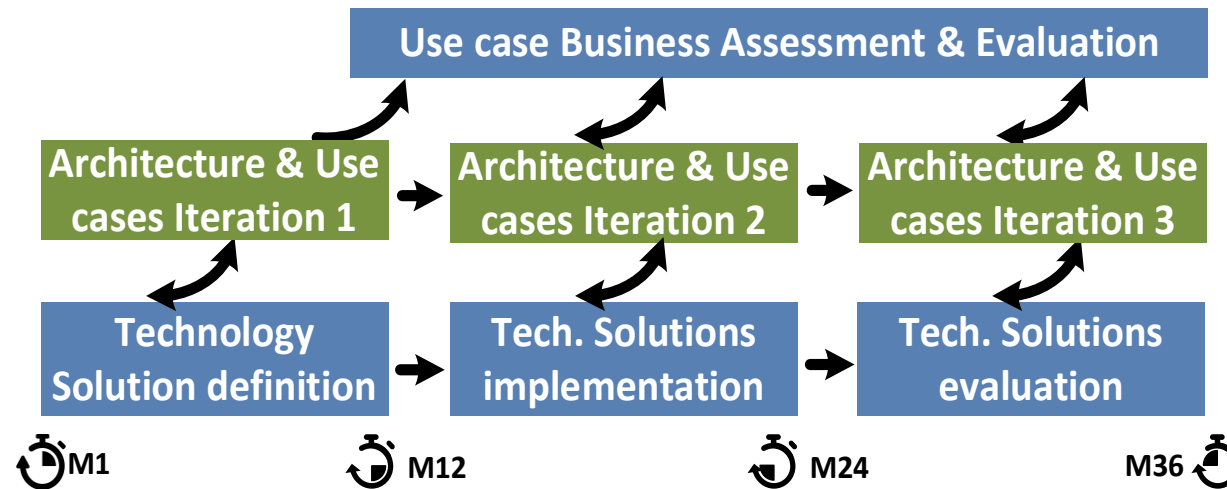 Use case Business Assessment & Evaluation
Architecture & Use
cases Iteration 1
Architecture & Use
cases Iteration 2
Architecture & Use
cases Iteration 3
Technology
Solution definition
Tech. Solutions
implementation
Tech. Solutions
evaluation
M1
M12
M24
M36